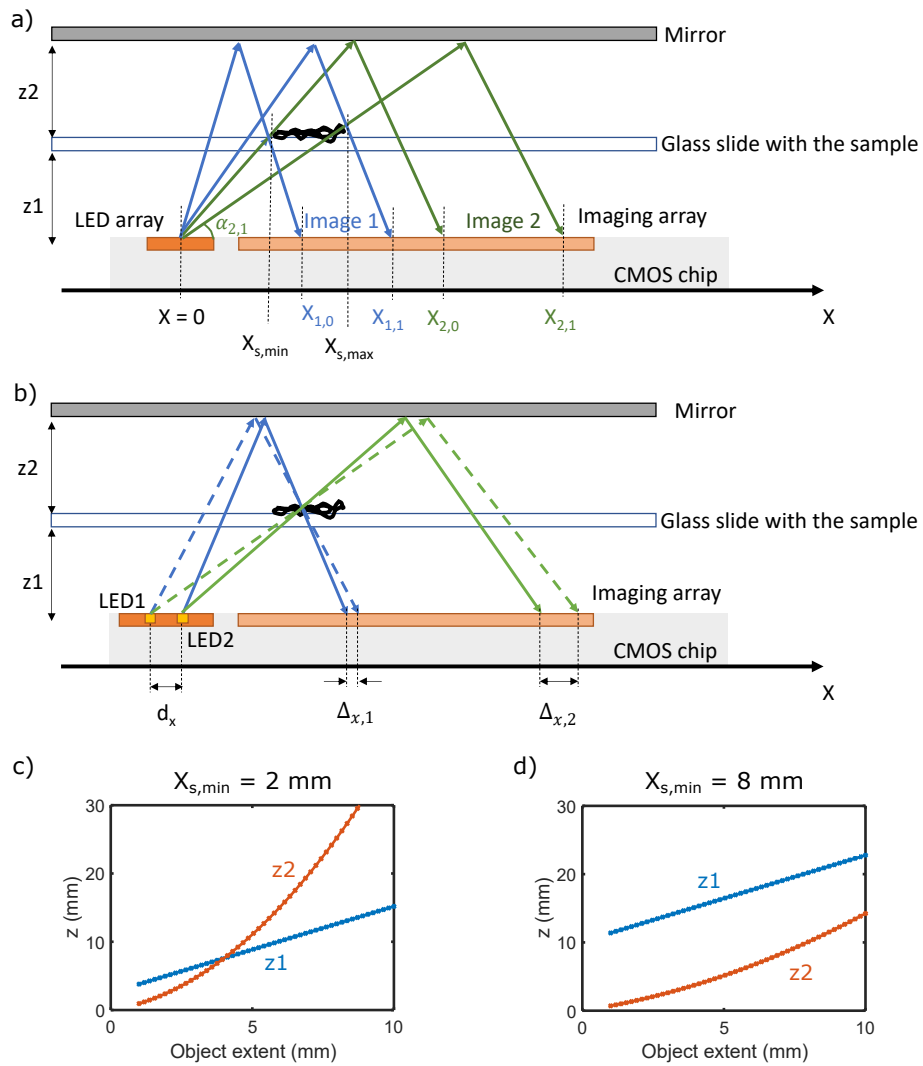 a)
Mirror
z2
Glass slide with the sample
z1
LED array
α2,1
Image 1
Image 2
Imaging array
CMOS chip
X = 0
X1,0
X1,1
X2,0
X2,1
X
Xs,min
Xs,max
b)
Mirror
z2
Glass slide with the sample
z1
LED1
LED2
Imaging array
CMOS chip
X
dx
Δx,1
Δx,2
c)
Xs,min = 2 mm
30
20
10
0
z (mm)
z2
z1
0
5
10
Object extent (mm)
d)
Xs,min = 8 mm
30
20
10
0
z (mm)
z1
z2
0
5
10
Object extent (mm)